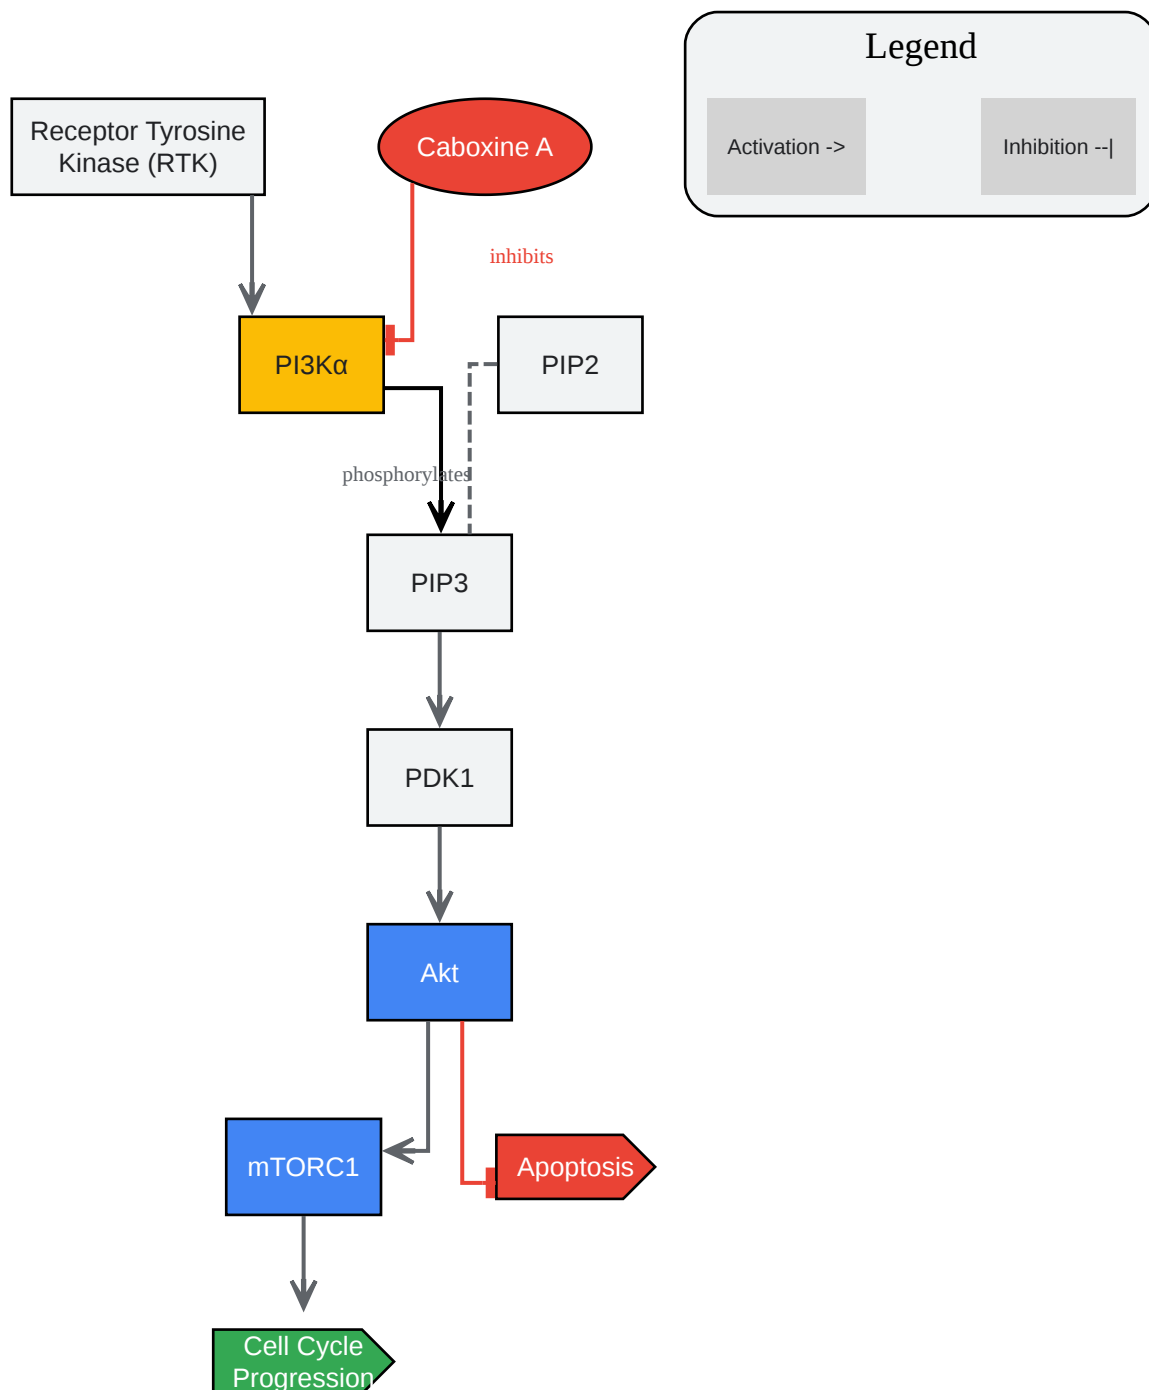 Legend
Receptor Tyrosine
Kinase (RTK)
Caboxine A
Activation ->
Inhibition --|
inhibits
PI3Kα
PIP2
phosphorylates
PIP3
PDK1
Akt
mTORC1
Apoptosis
Cell Cycle
Progression